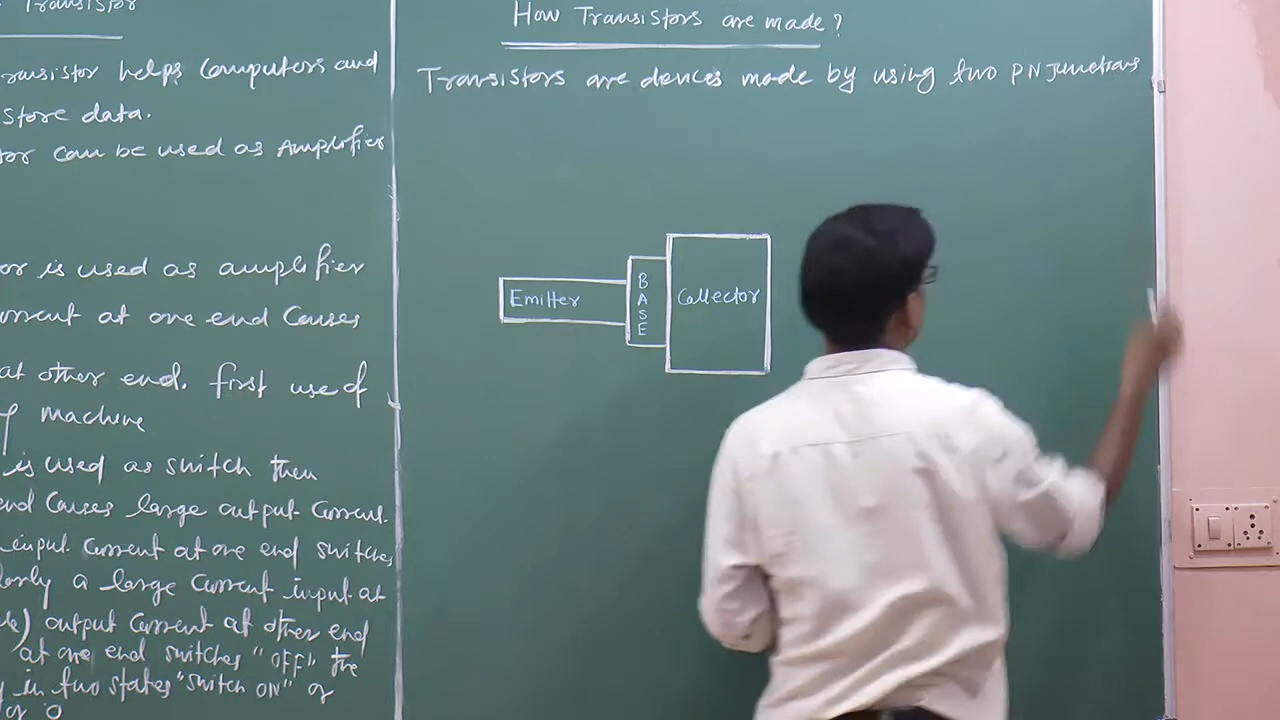 Transistor
ransistor helps Computers and
store data.
tor can be used as Amplifier
or is used as amplifier
urrent at one end Causes
at other end. first use of
machine
is used as switch then
end Causes large output Current.
input Current at one end switches
only a large Current input at
output Current at other end
at one end switches "OFF" the
in two states "switch ON" or
of 0
How Transistors are made?
Transistors are devices made by using two PN junctions
Emitter
BASE
Collector